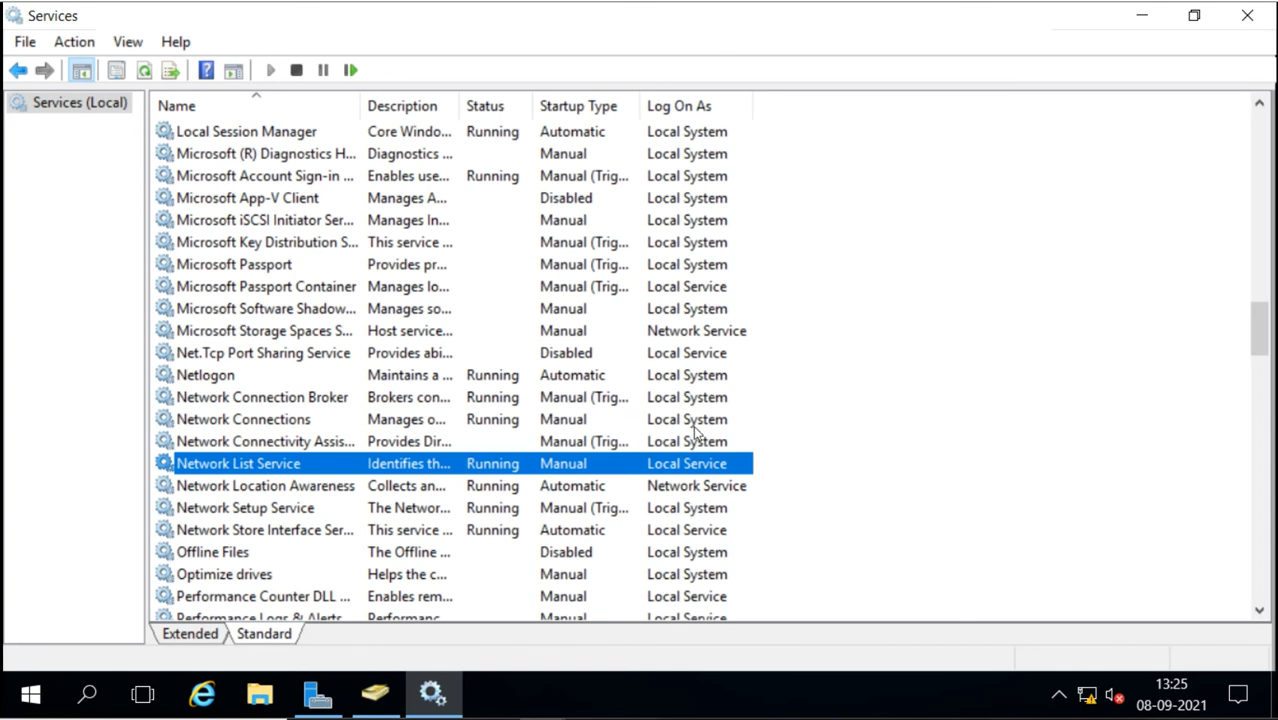 Services
File Action View Help
Services (Local)
Name Description Status Startup Type Log On As
Local Session Manager Core Windo... Running Automatic Local System
Microsoft (R) Diagnostics H... Diagnostics ... Manual Local System
Microsoft Account Sign-in ... Enables use... Running Manual (Trig... Local System
Microsoft App-V Client Manages A... Disabled Local System
Microsoft iSCSI Initiator Ser... Manages In... Manual Local System
Microsoft Key Distribution S... This service ... Manual (Trig... Local System
Microsoft Passport Provides pr... Manual (Trig... Local System
Microsoft Passport Container Manages lo... Manual (Trig... Local Service
Microsoft Software Shadow... Manages so... Manual Local System
Microsoft Storage Spaces S... Host service... Manual Network Service
Net.Tcp Port Sharing Service Provides abi... Disabled Local Service
Netlogon Maintains a ... Running Automatic Local System
Network Connection Broker Brokers con... Running Manual (Trig... Local System
Network Connections Manages o... Running Manual Local System
Network Connectivity Assis... Provides Dir... Manual (Trig... Local System
Network List Service Identifies th... Running Manual Local Service
Network Location Awareness Collects an... Running Automatic Network Service
Network Setup Service The Networ... Running Manual (Trig... Local System
Network Store Interface Ser... This service ... Running Automatic Local Service
Offline Files The Offline ... Disabled Local System
Optimize drives Helps the c... Manual Local System
Performance Counter DLL ... Enables rem... Manual Local Service
Performance Logs & Alerts Performanc... Manual Local Service
Extended Standard
13:25
08-09-2021